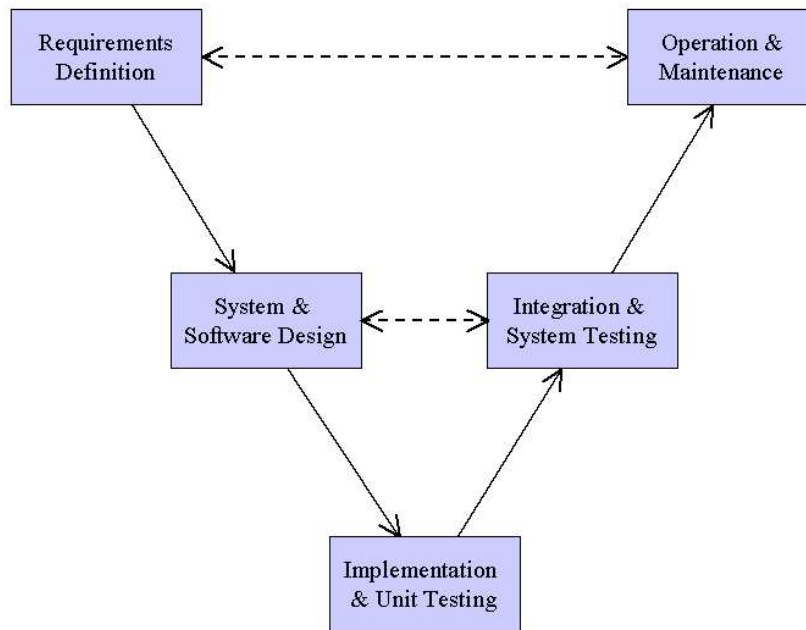 Requirements
Definition
Operation &
Maintenance
System &
Software Design
Integration &
System Testing
Implementation
& Unit Testing